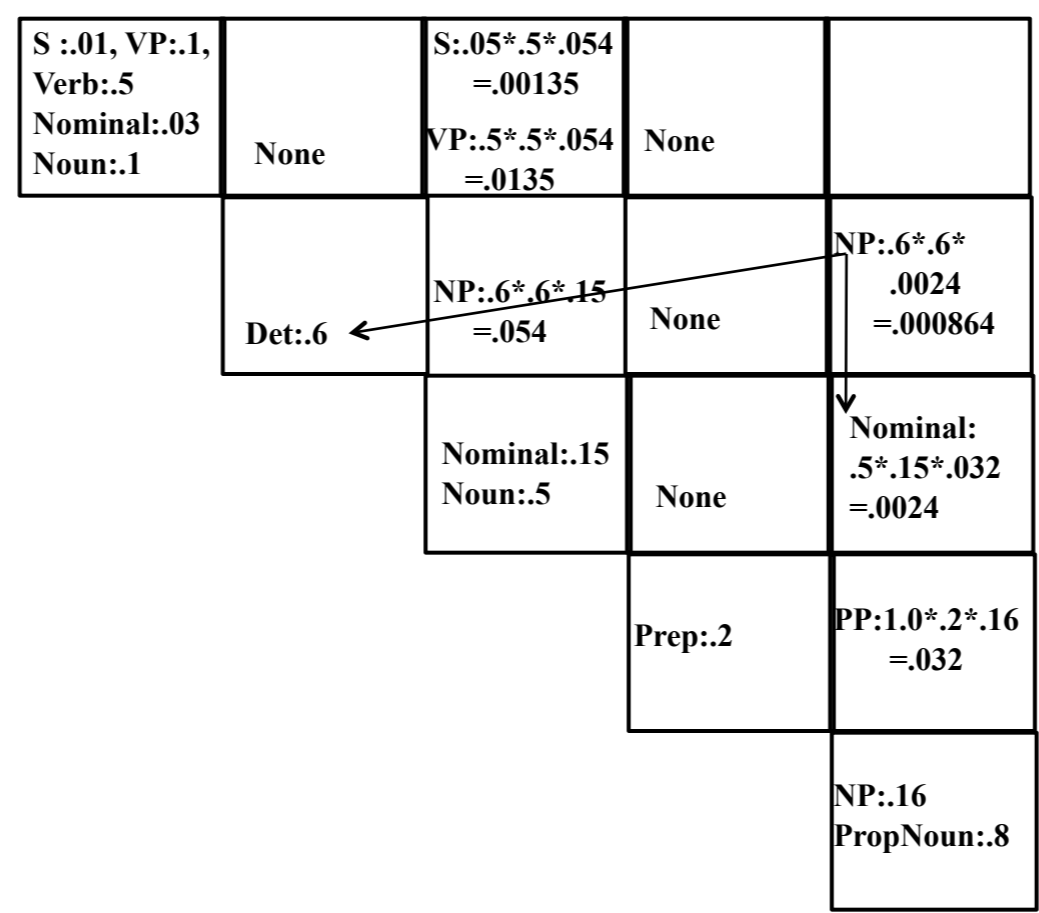 S :.01, VP:.1,
Verb:.5
Nominal:.03
Noun:.1
None
S:.05*.5*.054
=.00135
VP:.5*.5*.054
=.0135
None
Det:.6
NP:.6*.6*.15
=.054
None
NP:.6*.6*
.0024
=.000864
Nominal:.15
Noun:.5
None
Nominal:
.5*.15*.032
=.0024
Prep:.2
PP:1.0*.2*.16
=.032
NP:.16
PropNoun:.8